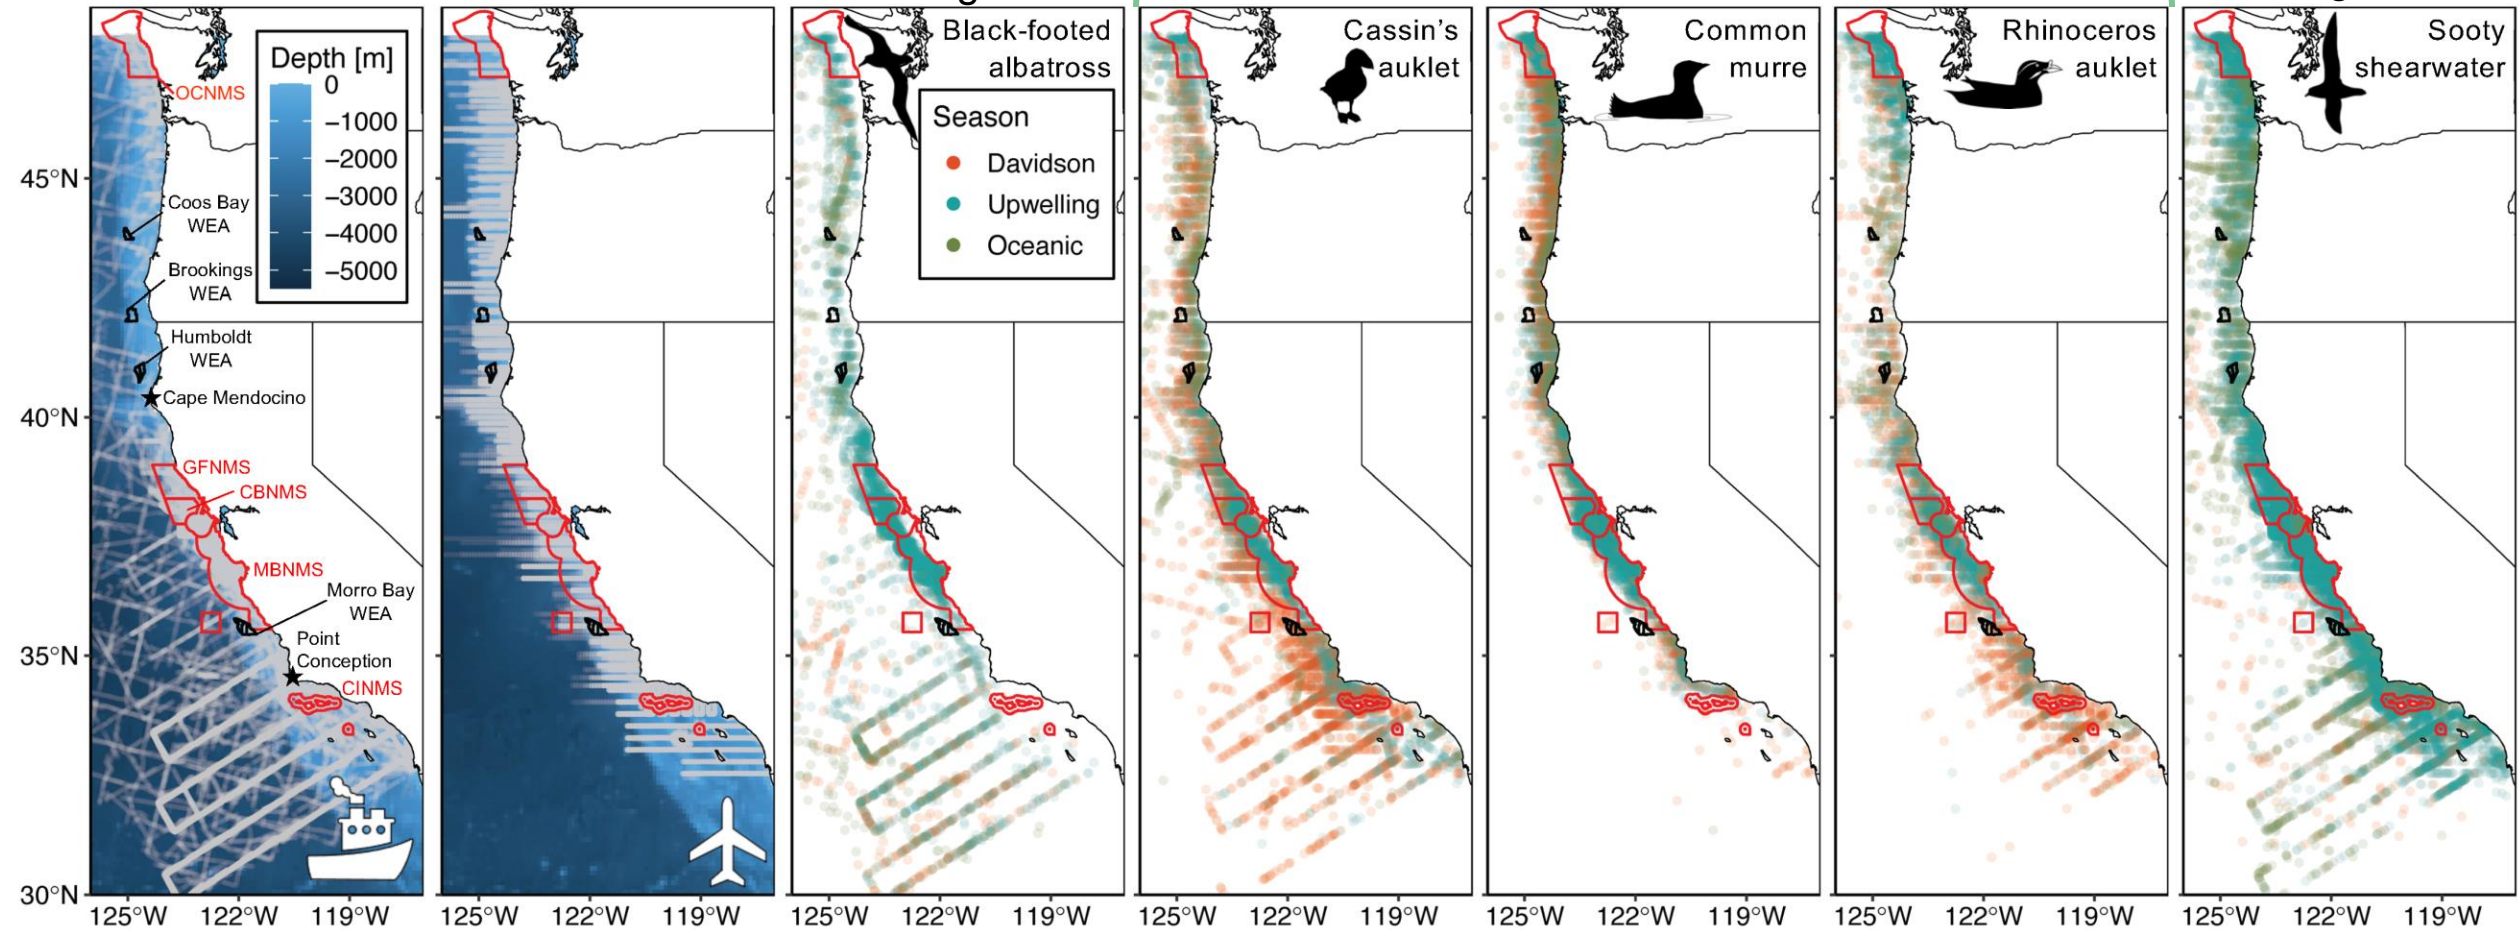 Depth [m]
0
−1000
−2000
−3000
−4000
−5000
OCNMS
Coos Bay
WEA
Brookings
WEA
Humboldt
WEA
Cape Mendocino
GFNMS
CBNMS
MBNMS
Morro Bay
WEA
Point
Conception
CINMS
Black-footed
albatross
Season
Davidson
Upwelling
Oceanic
Cassin's
auklet
Common
murre
Rhinoceros
auklet
Sooty
shearwater
45°N
40°N
35°N
30°N
125°W 122°W 119°W
125°W 122°W 119°W
125°W 122°W 119°W
125°W 122°W 119°W
125°W 122°W 119°W
125°W 122°W 119°W
125°W 122°W 119°W